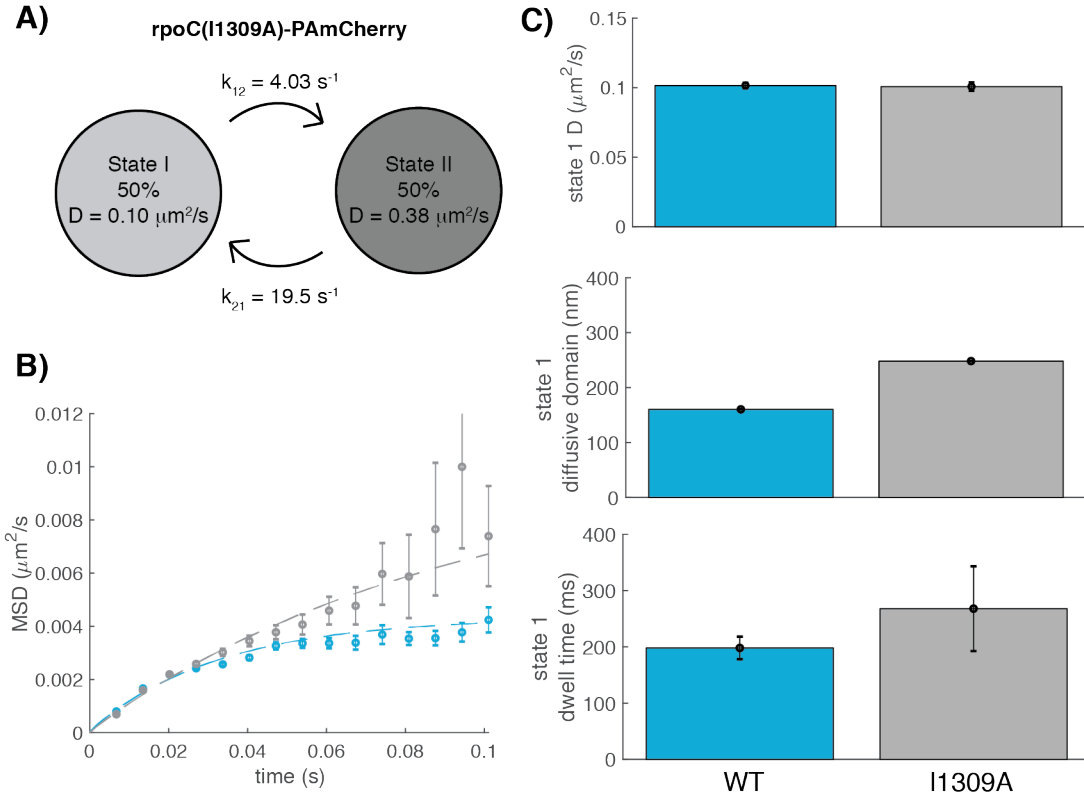 A)
rpoC(I1309A)-PAmCherry
k12 = 4.03 s-1
State I
50%
D = 0.10 μm2/s
State II
50%
D = 0.38 μm2/s
k21 = 19.5 s-1
B)
MSD (μm2/s
0.012
0.01
0.008
0.006
0.004
0.002
0
0
0.02
0.04
0.06
0.08
0.1
time (s)
C)
state 1 D (μm2/s)
0.15
0.1
0.05
0
state 1
diffusive domain (nm)
400
300
200
100
0
state 1
dwell time (ms)
400
300
200
100
0
WT
I1309A